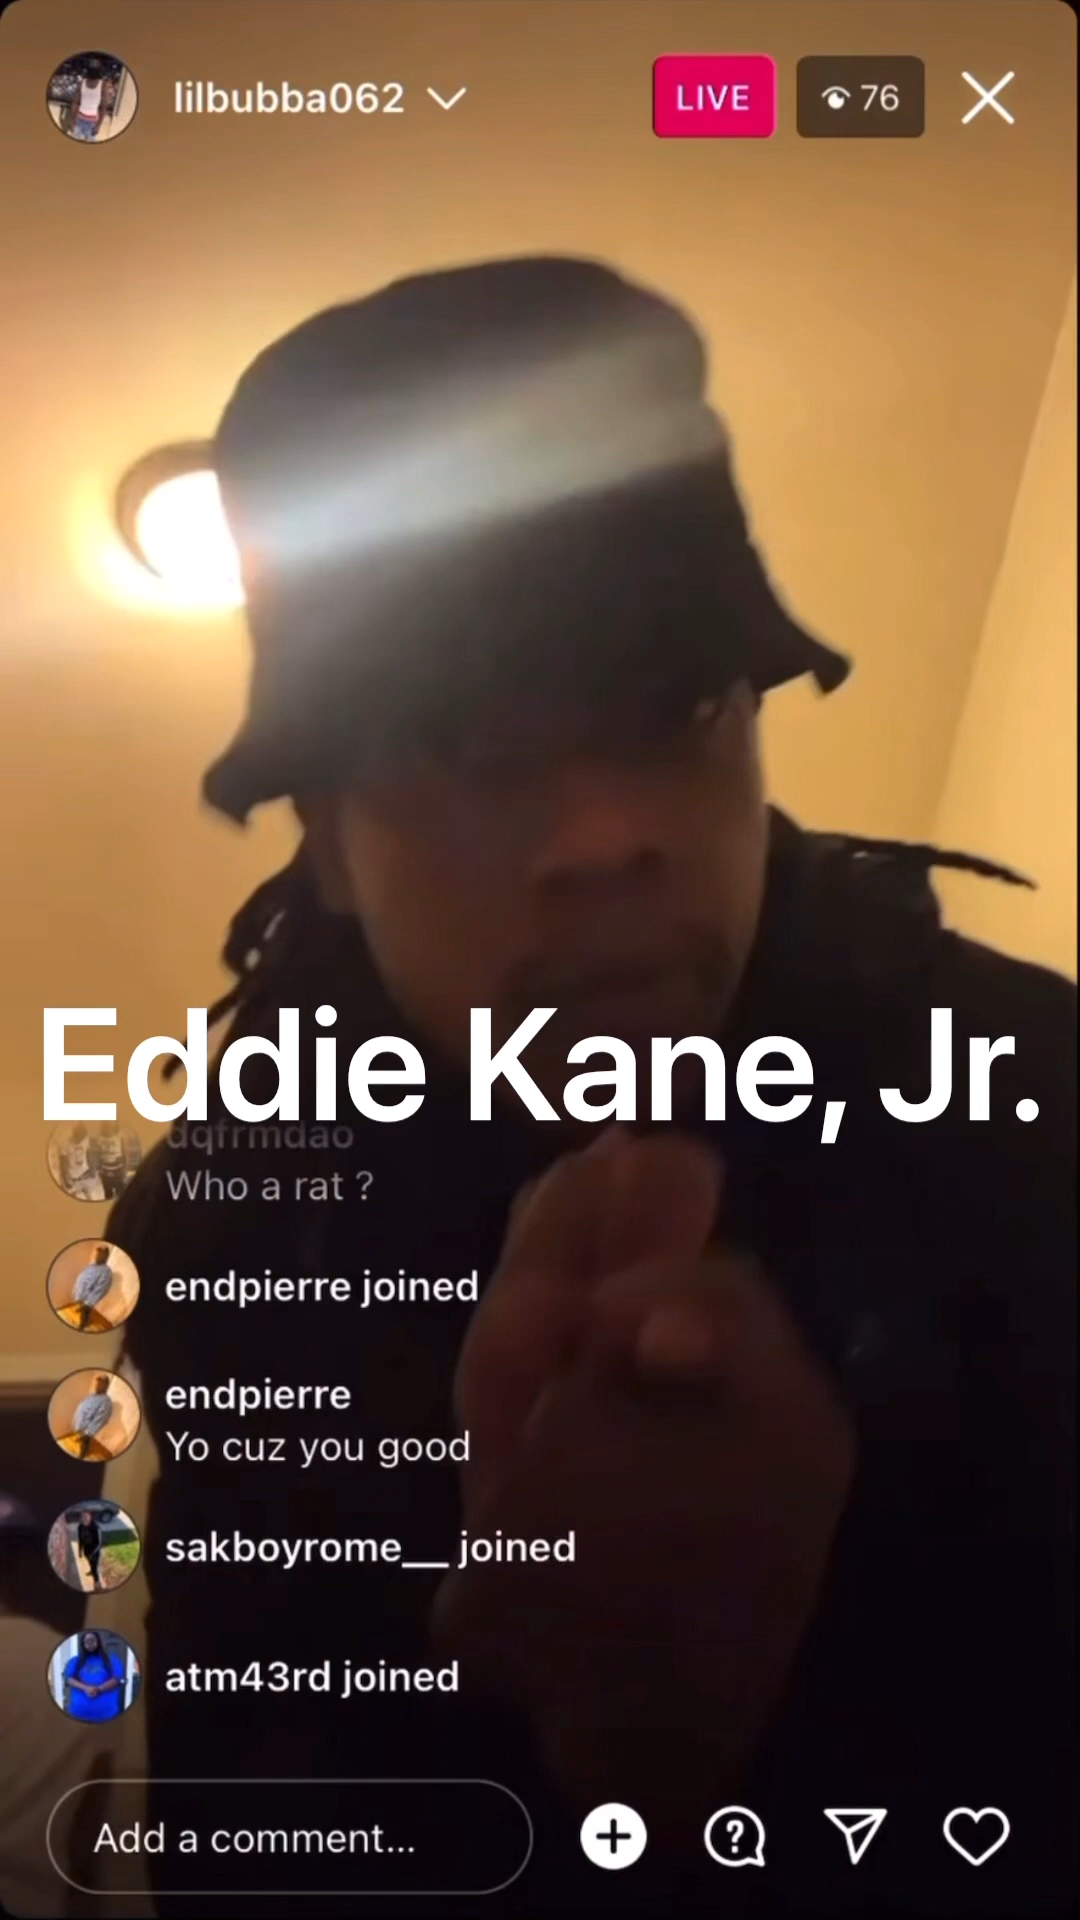 lilbubba062
LIVE
76
Eddie Kane, Jr.
dqfrmdao
Who a rat ?
endpierre joined
endpierre
Yo cuz you good
sakboyrome__ joined
atm43rd joined
Add a comment...